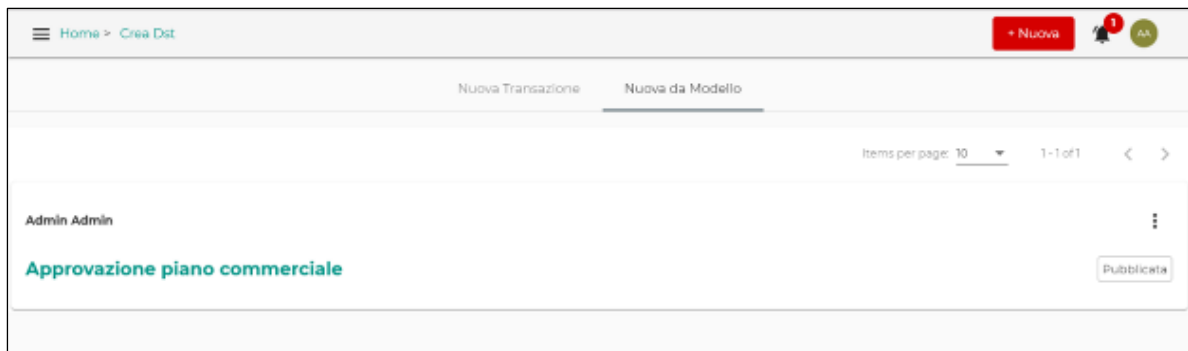 Home > Crea Dst
+ Nuova
1
AA
Nuova Transazione
Nuova da Modello
Items per page: 10
1 - 1 of 1
Admin Admin
Approvazione piano commerciale
Pubblicata